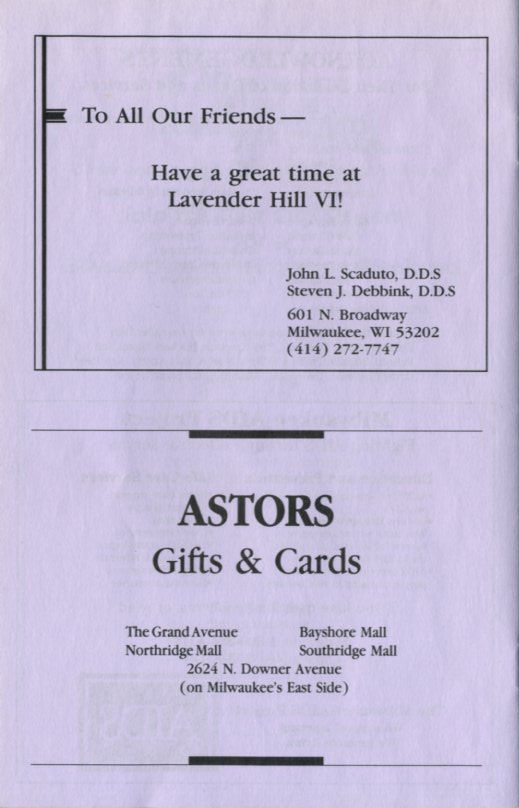 To All Our Friends —
Have a great time at
Lavender Hill VI!
John L. Scaduto, D.D.S
Steven J. Debbink, D.D.S
601 N. Broadway
Milwaukee, WI 53202
(414) 272-7747
ASTORS
Gifts & Cards
The Grand Avenue Bayshore Mall
Northridge Mall Southridge Mall
2624 N. Downer Avenue
(on Milwaukee's East Side)